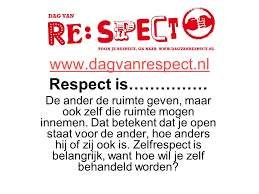 DAG VAN
RE:SPECT
TOON JE RESPECT, GA NAAR WWW.DAGVANRESPECT.NL
www.dagvanrespect.nl
Respect is……………
De ander de ruimte geven, maar
ook zelf die ruimte mogen
innemen. Dat betekent dat je open
staat voor de ander, hoe anders
hij of zij ook is. Zelfrespect is
belangrijk, want hoe wil je zelf
behandeld worden?